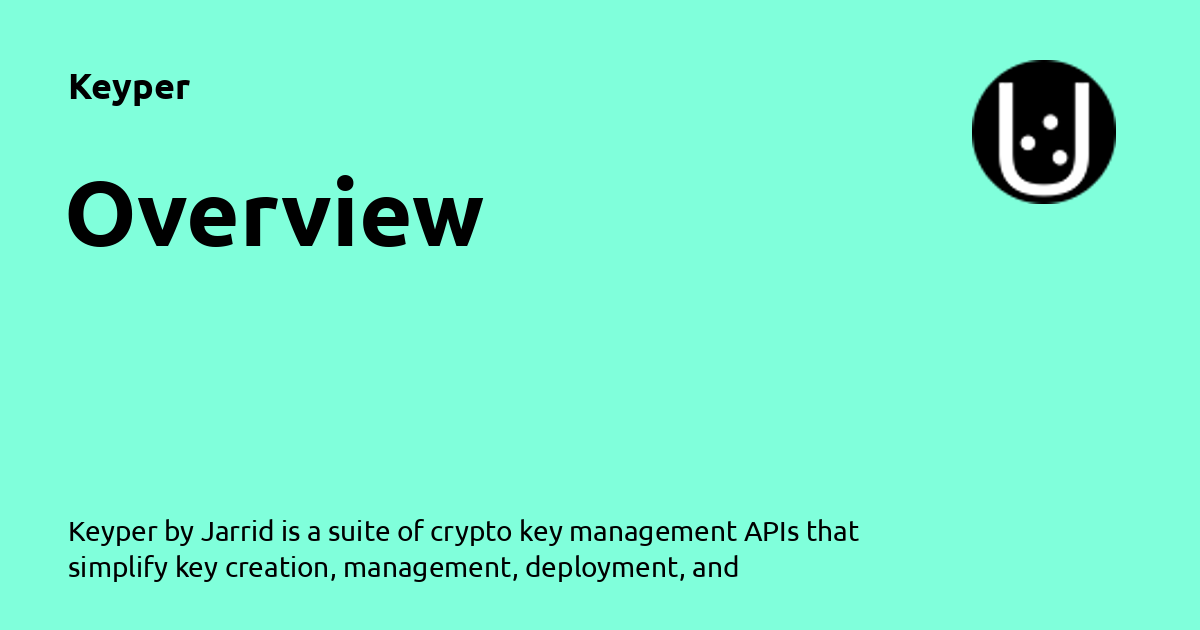 Keyper
Overview
Keyper by Jarrid is a suite of crypto key management APIs that
simplify key creation, management, deployment, and